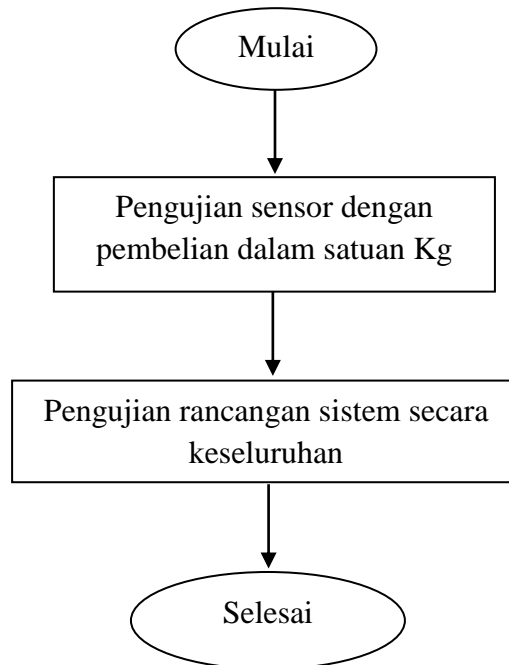 Mulai
Pengujian sensor dengan
pembelian dalam satuan Kg
Pengujian rancangan sistem secara
keseluruhan
Selesai